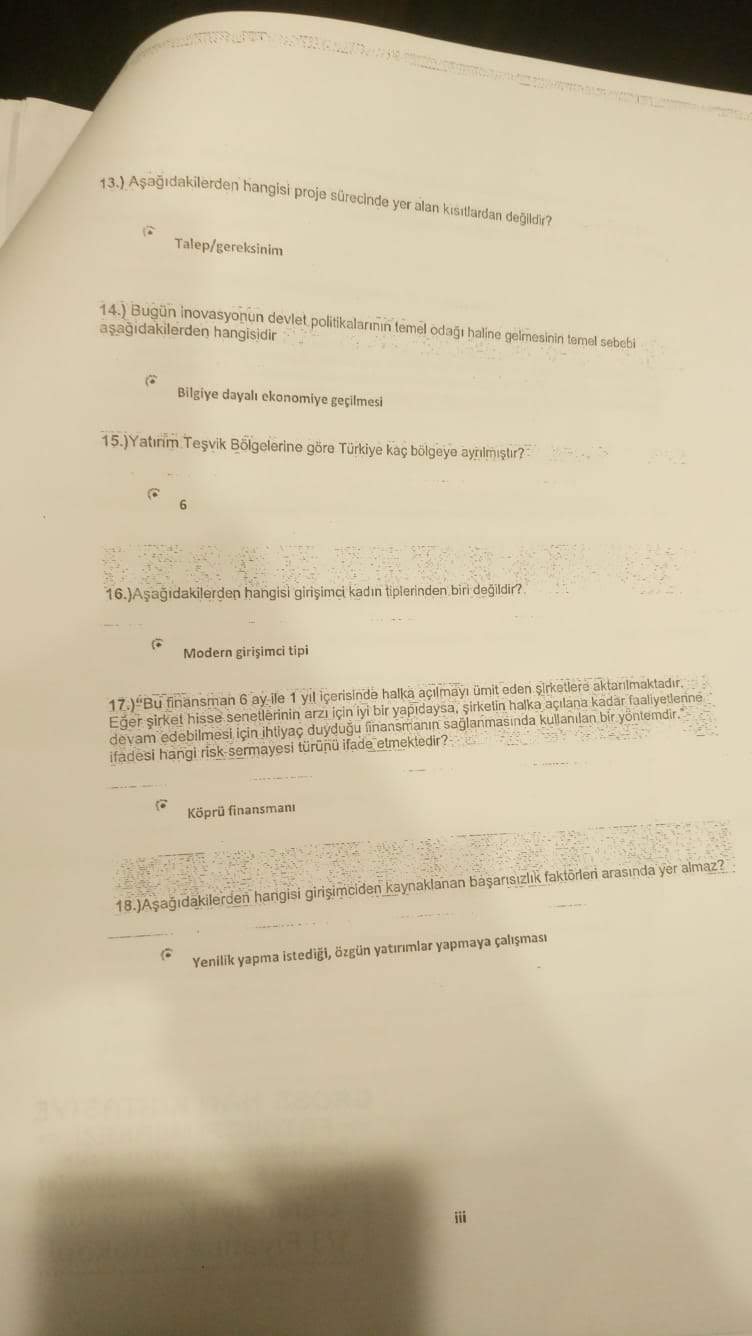 13.) Aşağıdakilerden hangisi proje sürecinde yer alan kısıtlardan değildir?
Talep/gereksinim
14.) Bugün inovasyonun devlet politikalarının temel odağı haline gelmesinin temel sebebi
aşağıdakilerden hangisidir
Bilgiye dayalı ekonomiye geçilmesi
15.)Yatırım Teşvik Bölgelerine göre Türkiye kaç bölgeye ayrılmıştır?
6
16.)Aşağıdakilerden hangisi girişimci kadın tiplerinden biri değildir?
Modern girişimci tipi
17.)"Bu finansman 6 ay ile 1 yıl içerisinde halka açılmayı ümit eden şirketlere aktarılmaktadır.
Eğer şirket hisse senetlerinin arzı için iyi bir yapıdaysa, şirketin halka açılana kadar faaliyetlerine
devam edebilmesi için ihtiyaç duyduğu finansmanın sağlanmasında kullanılan bir yöntemdir."
ifadesi hangi risk sermayesi türünü ifade etmektedir?
Köprü finansmanı
18.)Aşağıdakilerden hangisi girişimciden kaynaklanan başarısızlık faktörleri arasında yer almaz?
Yenilik yapma istediği, özgün yatırımlar yapmaya çalışması
iii